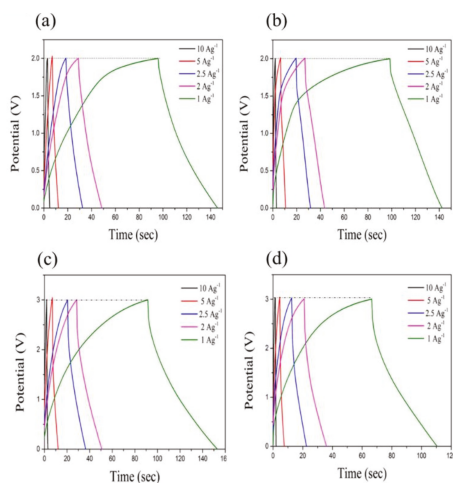 (a)
2.0
1.5
1.0
0.5
0.0
Potential (V)
10 Ag⁻¹
5 Ag⁻¹
2.5 Ag⁻¹
2 Ag⁻¹
1 Ag⁻¹
0 20 40 60 80 100 120 140
Time (sec)
(b)
2.0
1.5
1.0
0.5
0.0
Potential (V)
10 Ag⁻¹
5 Ag⁻¹
2.5 Ag⁻¹
2 Ag⁻¹
1 Ag⁻¹
0 20 40 60 80 100 120 140
Time (sec)
(c)
3
2
1
0
Potential (V)
10 Ag⁻¹
5 Ag⁻¹
2.5 Ag⁻¹
2 Ag⁻¹
1 Ag⁻¹
0 20 40 60 80 100 120 140 16
Time (sec)
(d)
3
2
1
0
Potential (V)
10 Ag⁻¹
5 Ag⁻¹
2.5 Ag⁻¹
2 Ag⁻¹
1 Ag⁻¹
0 20 40 60 80 100 12
Time (sec)